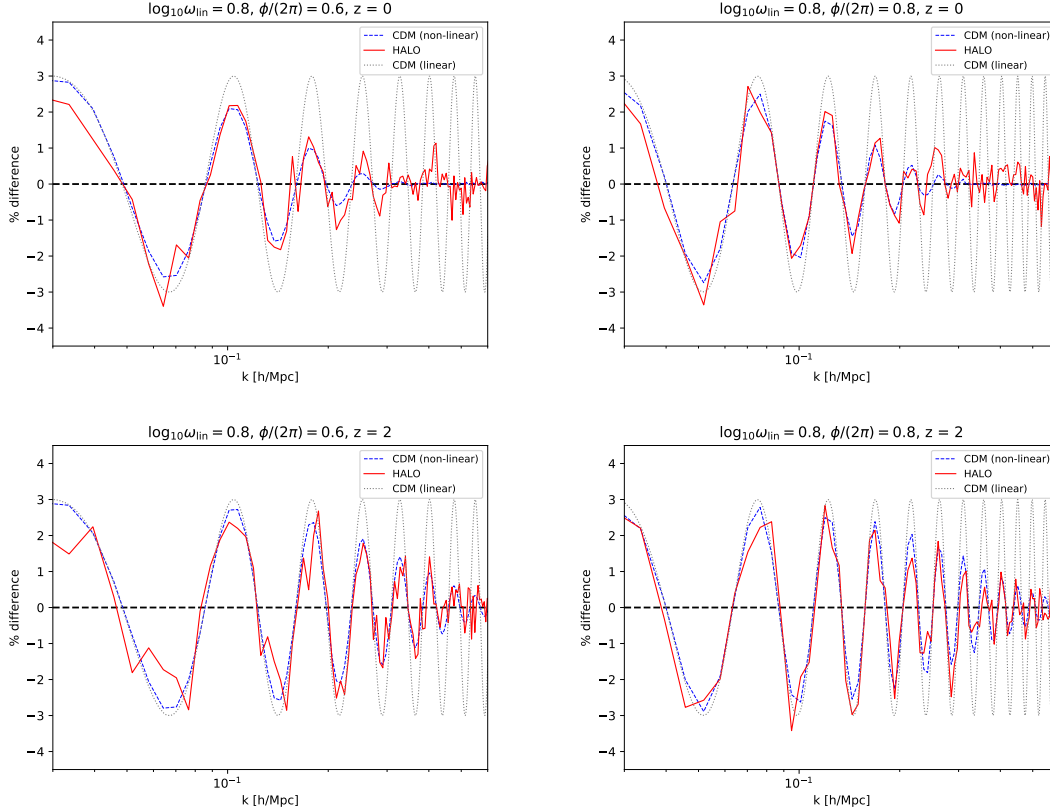 log₁₀ω_lin = 0.8, ϕ/(2π) = 0.6, z = 0
4
3
2
1
0
−1
−2
−3
−4
% difference
CDM (non-linear)
HALO
CDM (linear)
10⁻¹
k [h/Mpc]
log₁₀ω_lin = 0.8, ϕ/(2π) = 0.8, z = 0
4
3
2
1
0
−1
−2
−3
−4
% difference
CDM (non-linear)
HALO
CDM (linear)
10⁻¹
k [h/Mpc]
log₁₀ω_lin = 0.8, ϕ/(2π) = 0.6, z = 2
4
3
2
1
0
−1
−2
−3
−4
% difference
CDM (non-linear)
HALO
CDM (linear)
10⁻¹
k [h/Mpc]
log₁₀ω_lin = 0.8, ϕ/(2π) = 0.8, z = 2
4
3
2
1
0
−1
−2
−3
−4
% difference
CDM (non-linear)
HALO
CDM (linear)
10⁻¹
k [h/Mpc]